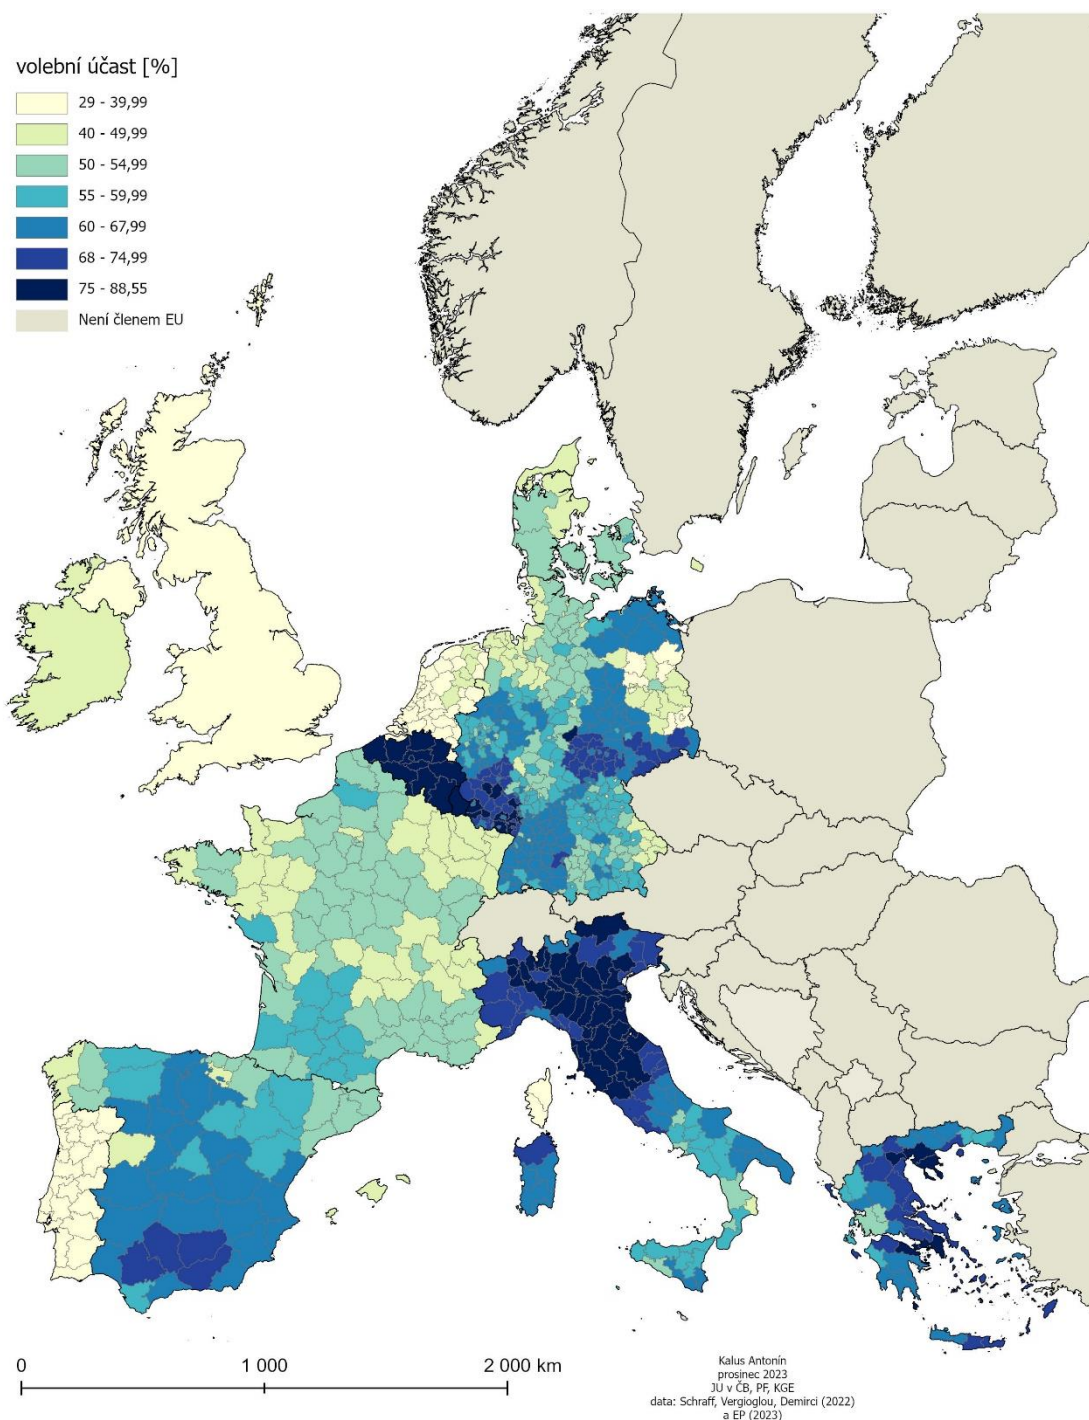 volební účast [%]
29 - 39,99
40 - 49,99
50 - 54,99
55 - 59,99
60 - 67,99
68 - 74,99
75 - 88,55
Není členem EU
0 1 000 2 000 km
Kalus Antonín
prosinec 2023
JU v ČB, PF, KGE
data: Schraff, Vergioglou, Demirci (2022)
a EP (2023)